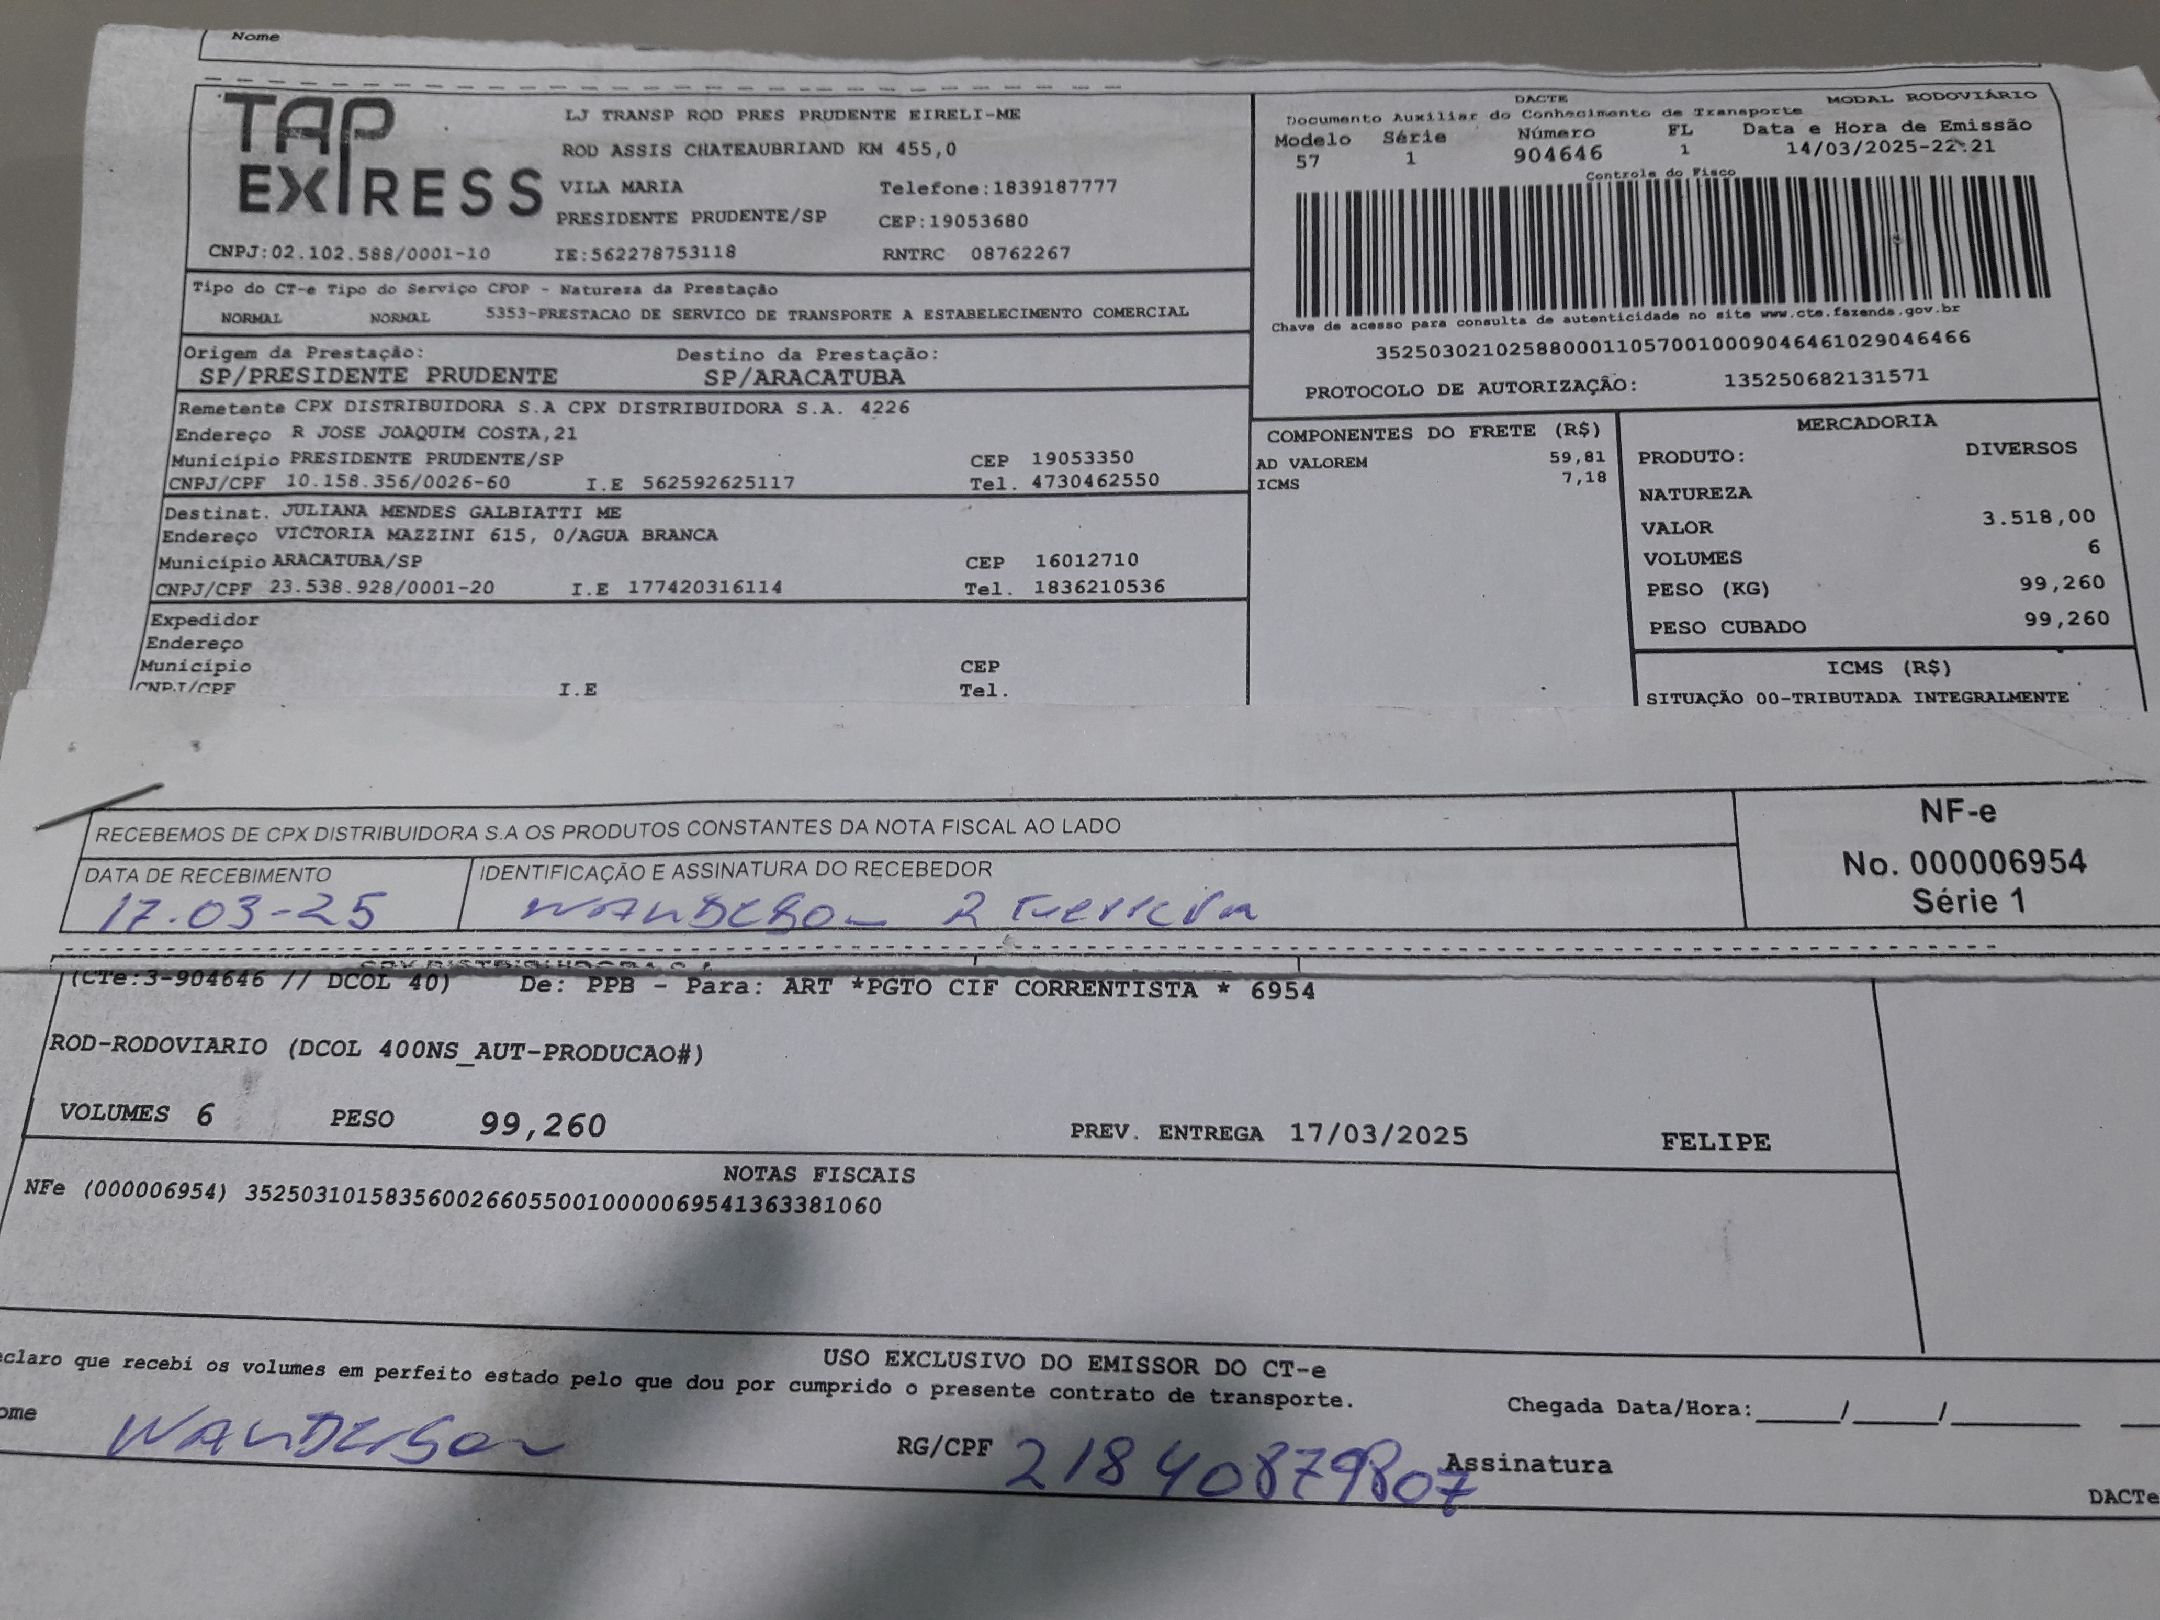 Nome
TAP EXPRESS
LJ TRANSP ROD PRES PRUDENTE EIRELI-ME
ROD ASSIS CHATEAUBRIAND KM 455,0
VILA MARIA Telefone:1839187777
PRESIDENTE PRUDENTE/SP CEP:19053680
CNPJ:02.102.588/0001-10 IE:562278753118 RNTRC 08762267
DACTE MODAL RODOVIÁRIO
Documento Auxiliar do Conhecimento de Transporte
Modelo Série Número FL Data e Hora de Emissão
57 1 904646 1 14/03/2025-22:21
Controle do Fisco
Chave de acesso para consulta de autenticidade no site www.cte.fazenda.gov.br
35250302102588000110570010009046461029046466
PROTOCOLO DE AUTORIZAÇÃO: 135250682131571
Tipo do CT-e Tipo do Serviço CFOP - Natureza da Prestação
NORMAL NORMAL 5353-PRESTACAO DE SERVICO DE TRANSPORTE A ESTABELECIMENTO COMERCIAL
Origem da Prestação: Destino da Prestação:
SP/PRESIDENTE PRUDENTE SP/ARACATUBA
Remetente CPX DISTRIBUIDORA S.A CPX DISTRIBUIDORA S.A. 4226
Endereço R JOSE JOAQUIM COSTA,21
Município PRESIDENTE PRUDENTE/SP CEP 19053350
CNPJ/CPF 10.158.356/0026-60 I.E 562592625117 Tel. 4730462550
Destinat. JULIANA MENDES GALBIATTI ME
Endereço VICTORIA MAZZINI 615, 0/AGUA BRANCA
Município ARACATUBA/SP CEP 16012710
CNPJ/CPF 23.538.928/0001-20 I.E 177420316114 Tel. 1836210536
Expedidor
Endereço
Município CEP
CNPJ/CPF I.E Tel.
COMPONENTES DO FRETE (R$)
AD VALOREM 59,81
ICMS 7,18
MERCADORIA
PRODUTO: DIVERSOS
NATUREZA
VALOR 3.518,00
VOLUMES 6
PESO (KG) 99,260
PESO CUBADO 99,260
ICMS (R$)
SITUAÇÃO 00-TRIBUTADA INTEGRALMENTE
RECEBEMOS DE CPX DISTRIBUIDORA S.A OS PRODUTOS CONSTANTES DA NOTA FISCAL AO LADO
DATA DE RECEBIMENTO IDENTIFICAÇÃO E ASSINATURA DO RECEBEDOR
17.03-25 WANDERSON
NF-e
No. 000006954
Série 1
CPX DISTRIBUIDORA S.A
(CTe:3-904646 // DCOL 40) De: PPB - Para: ART *PGTO CIF CORRENTISTA * 6954
ROD-RODOVIARIO (DCOL 400NS_AUT-PRODUCAO#)
VOLUMES 6 PESO 99,260 PREV. ENTREGA 17/03/2025 FELIPE
NOTAS FISCAIS
NFe (000006954) 35250310158356002660550010000069541363381060
USO EXCLUSIVO DO EMISSOR DO CT-e
eclaro que recebi os volumes em perfeito estado pelo que dou por cumprido o presente contrato de transporte.
ome WANDERSON RG/CPF 21840879807 Assinatura
Chegada Data/Hora:____/____/______
DACTe